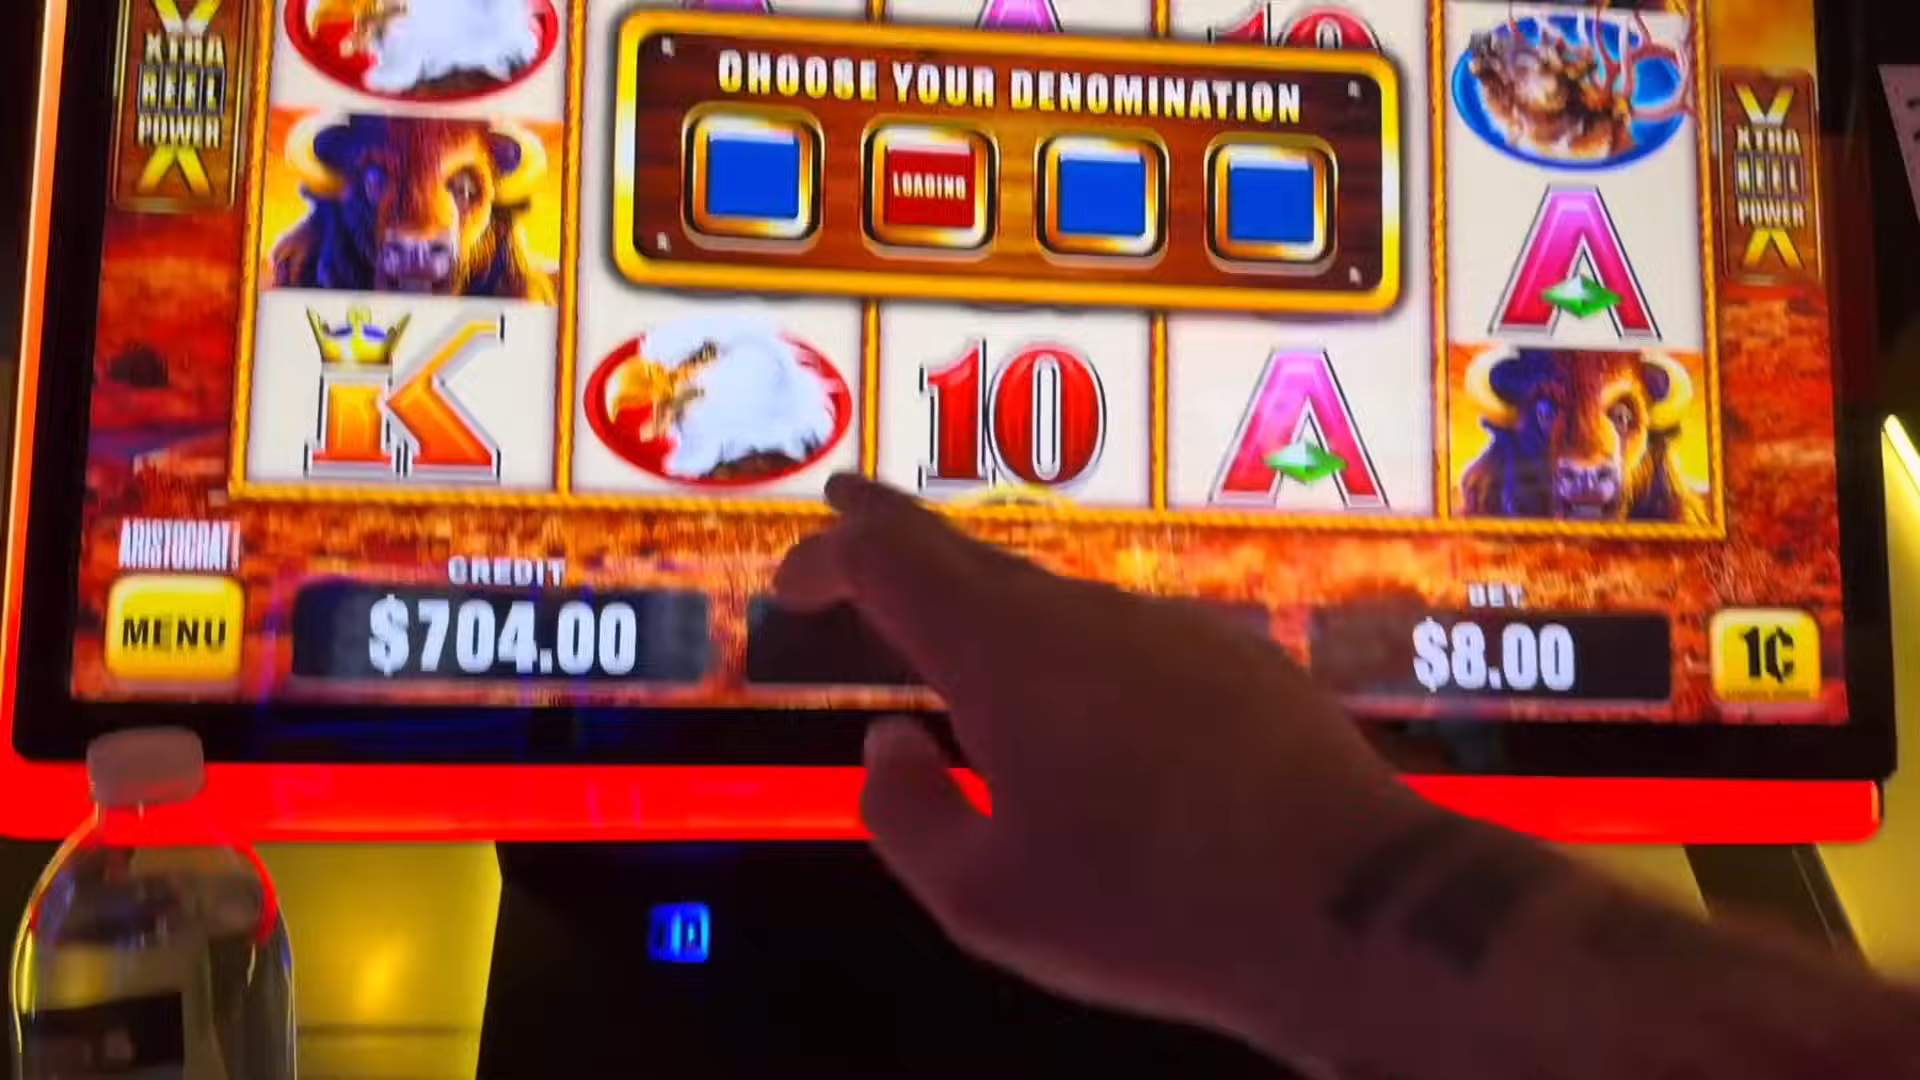 XTRA
REEL
POWER
CHOOSE YOUR DENOMINATION
LOADING
XTRA
REEL
POWER
A
K
10
A
ARISTOCRAT
CREDIT
BET
MENU
$704.00
$8.00
1¢